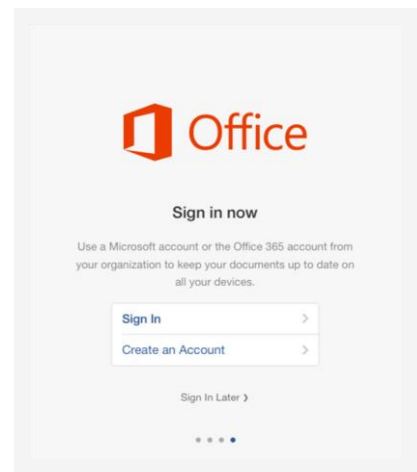 Office
Sign in now
Use a Microsoft account or the Office 365 account from
your organization to keep your documents up to date on
all your devices.
Sign In
Create an Account
Sign In Later